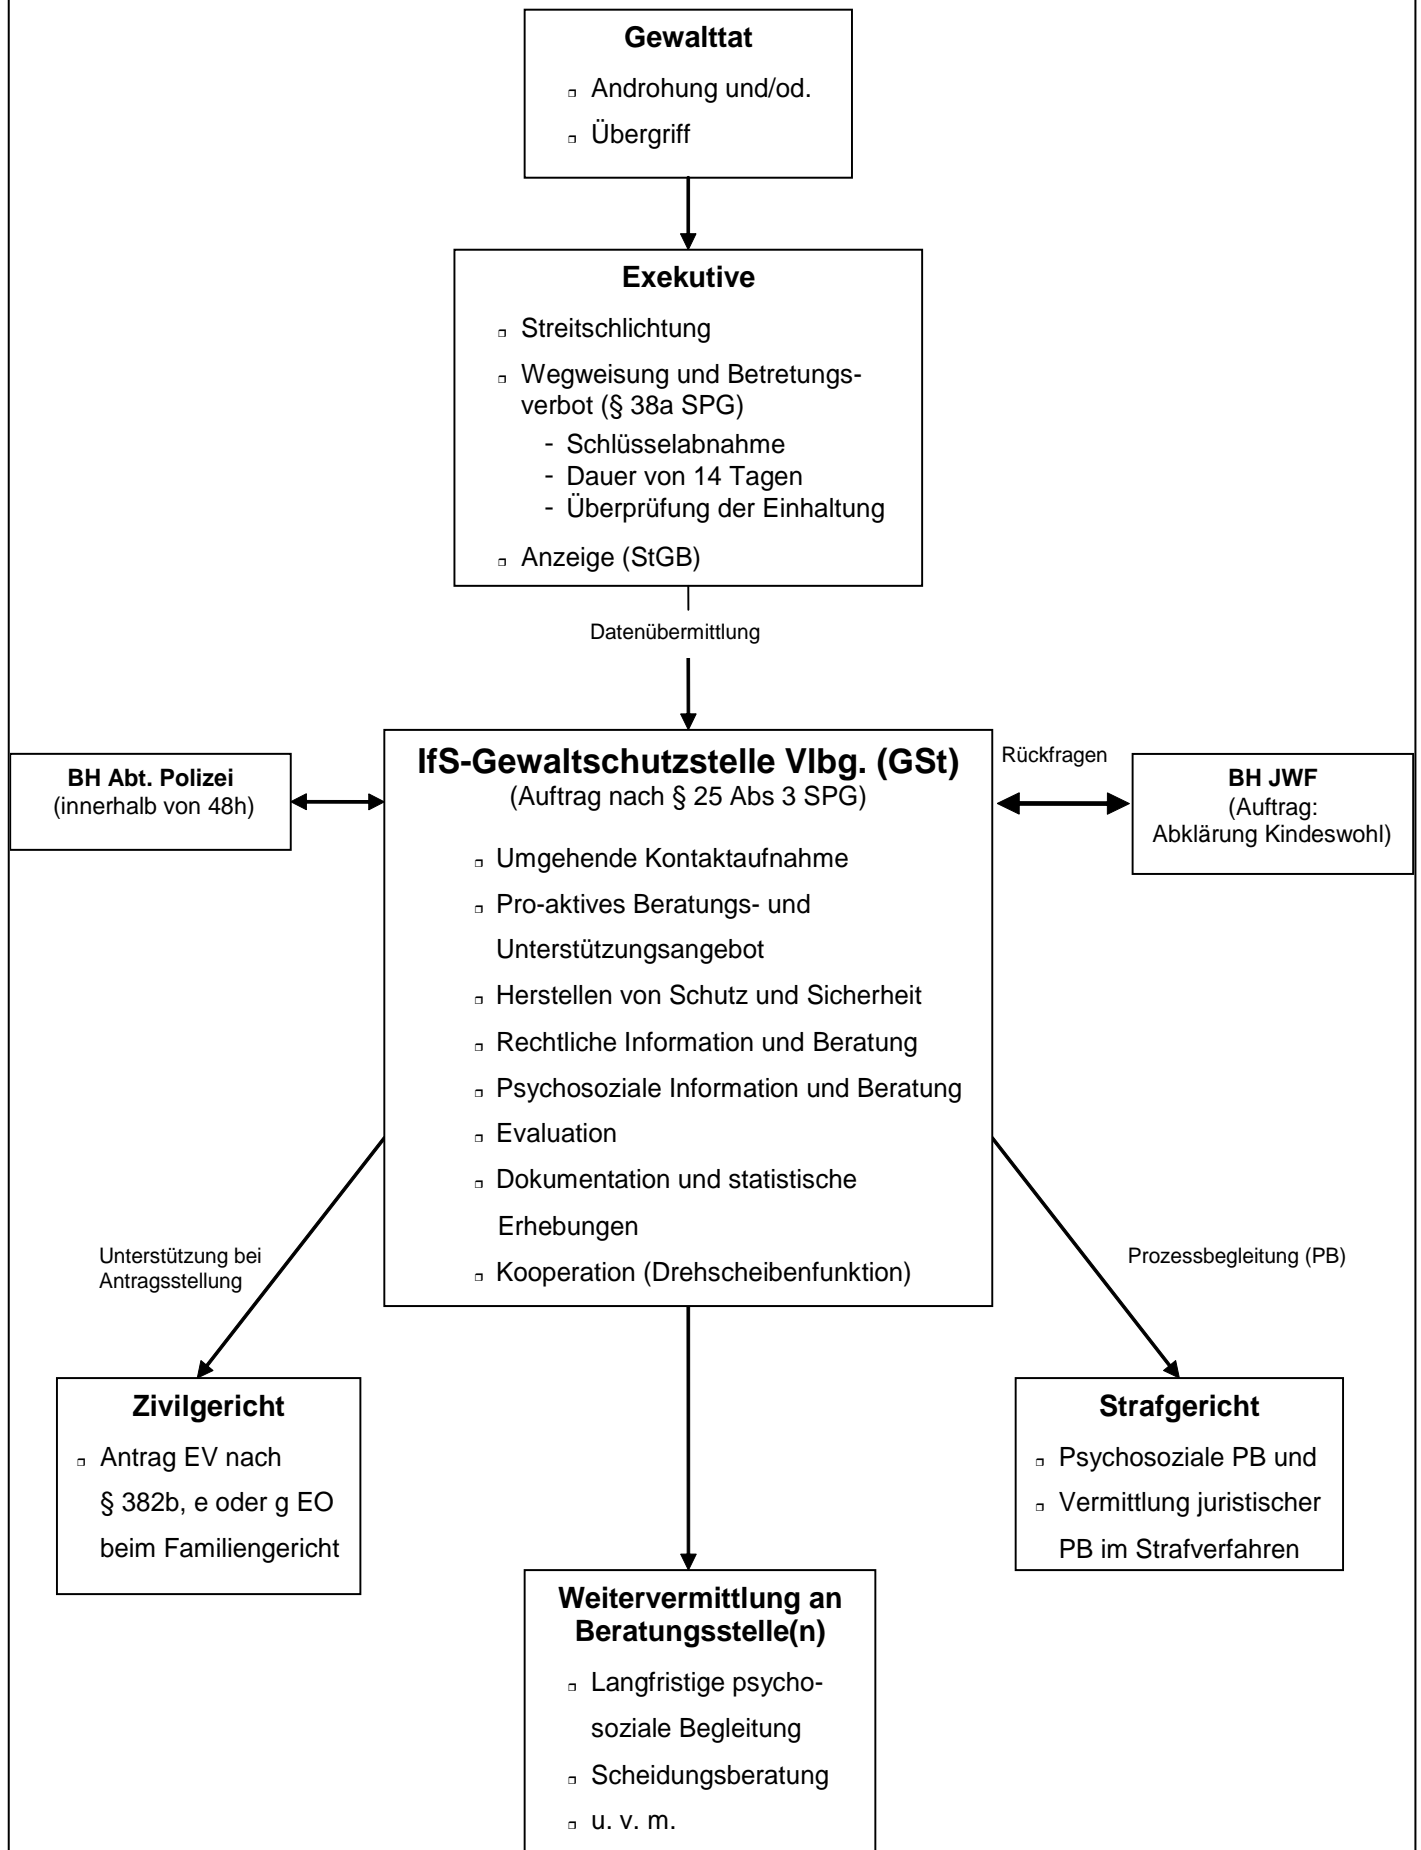 Gewalttat
Androhung und/od.
Übergriff
Exekutive
Streitschlichtung
Wegweisung und Betretungs-
verbot (§ 38a SPG)
- Schlüsselabnahme
- Dauer von 14 Tagen
- Überprüfung der Einhaltung
Anzeige (StGB)
Datenübermittlung
BH Abt. Polizei
(innerhalb von 48h)
IfS-Gewaltschutzstelle Vlbg. (GSt)
(Auftrag nach § 25 Abs 3 SPG)
Umgehende Kontaktaufnahme
Pro-aktives Beratungs- und
Unterstützungsangebot
Herstellen von Schutz und Sicherheit
Rechtliche Information und Beratung
Psychosoziale Information und Beratung
Evaluation
Dokumentation und statistische
Erhebungen
Kooperation (Drehscheibenfunktion)
Rückfragen
BH JWF
(Auftrag:
Abklärung Kindeswohl)
Unterstützung bei
Antragsstellung
Prozessbegleitung (PB)
Zivilgericht
Antrag EV nach
§ 382b, e oder g EO
beim Familiengericht
Strafgericht
Psychosoziale PB und
Vermittlung juristischer
PB im Strafverfahren
Weitervermittlung an
Beratungsstelle(n)
Langfristige psycho-
soziale Begleitung
Scheidungsberatung
u. v. m.